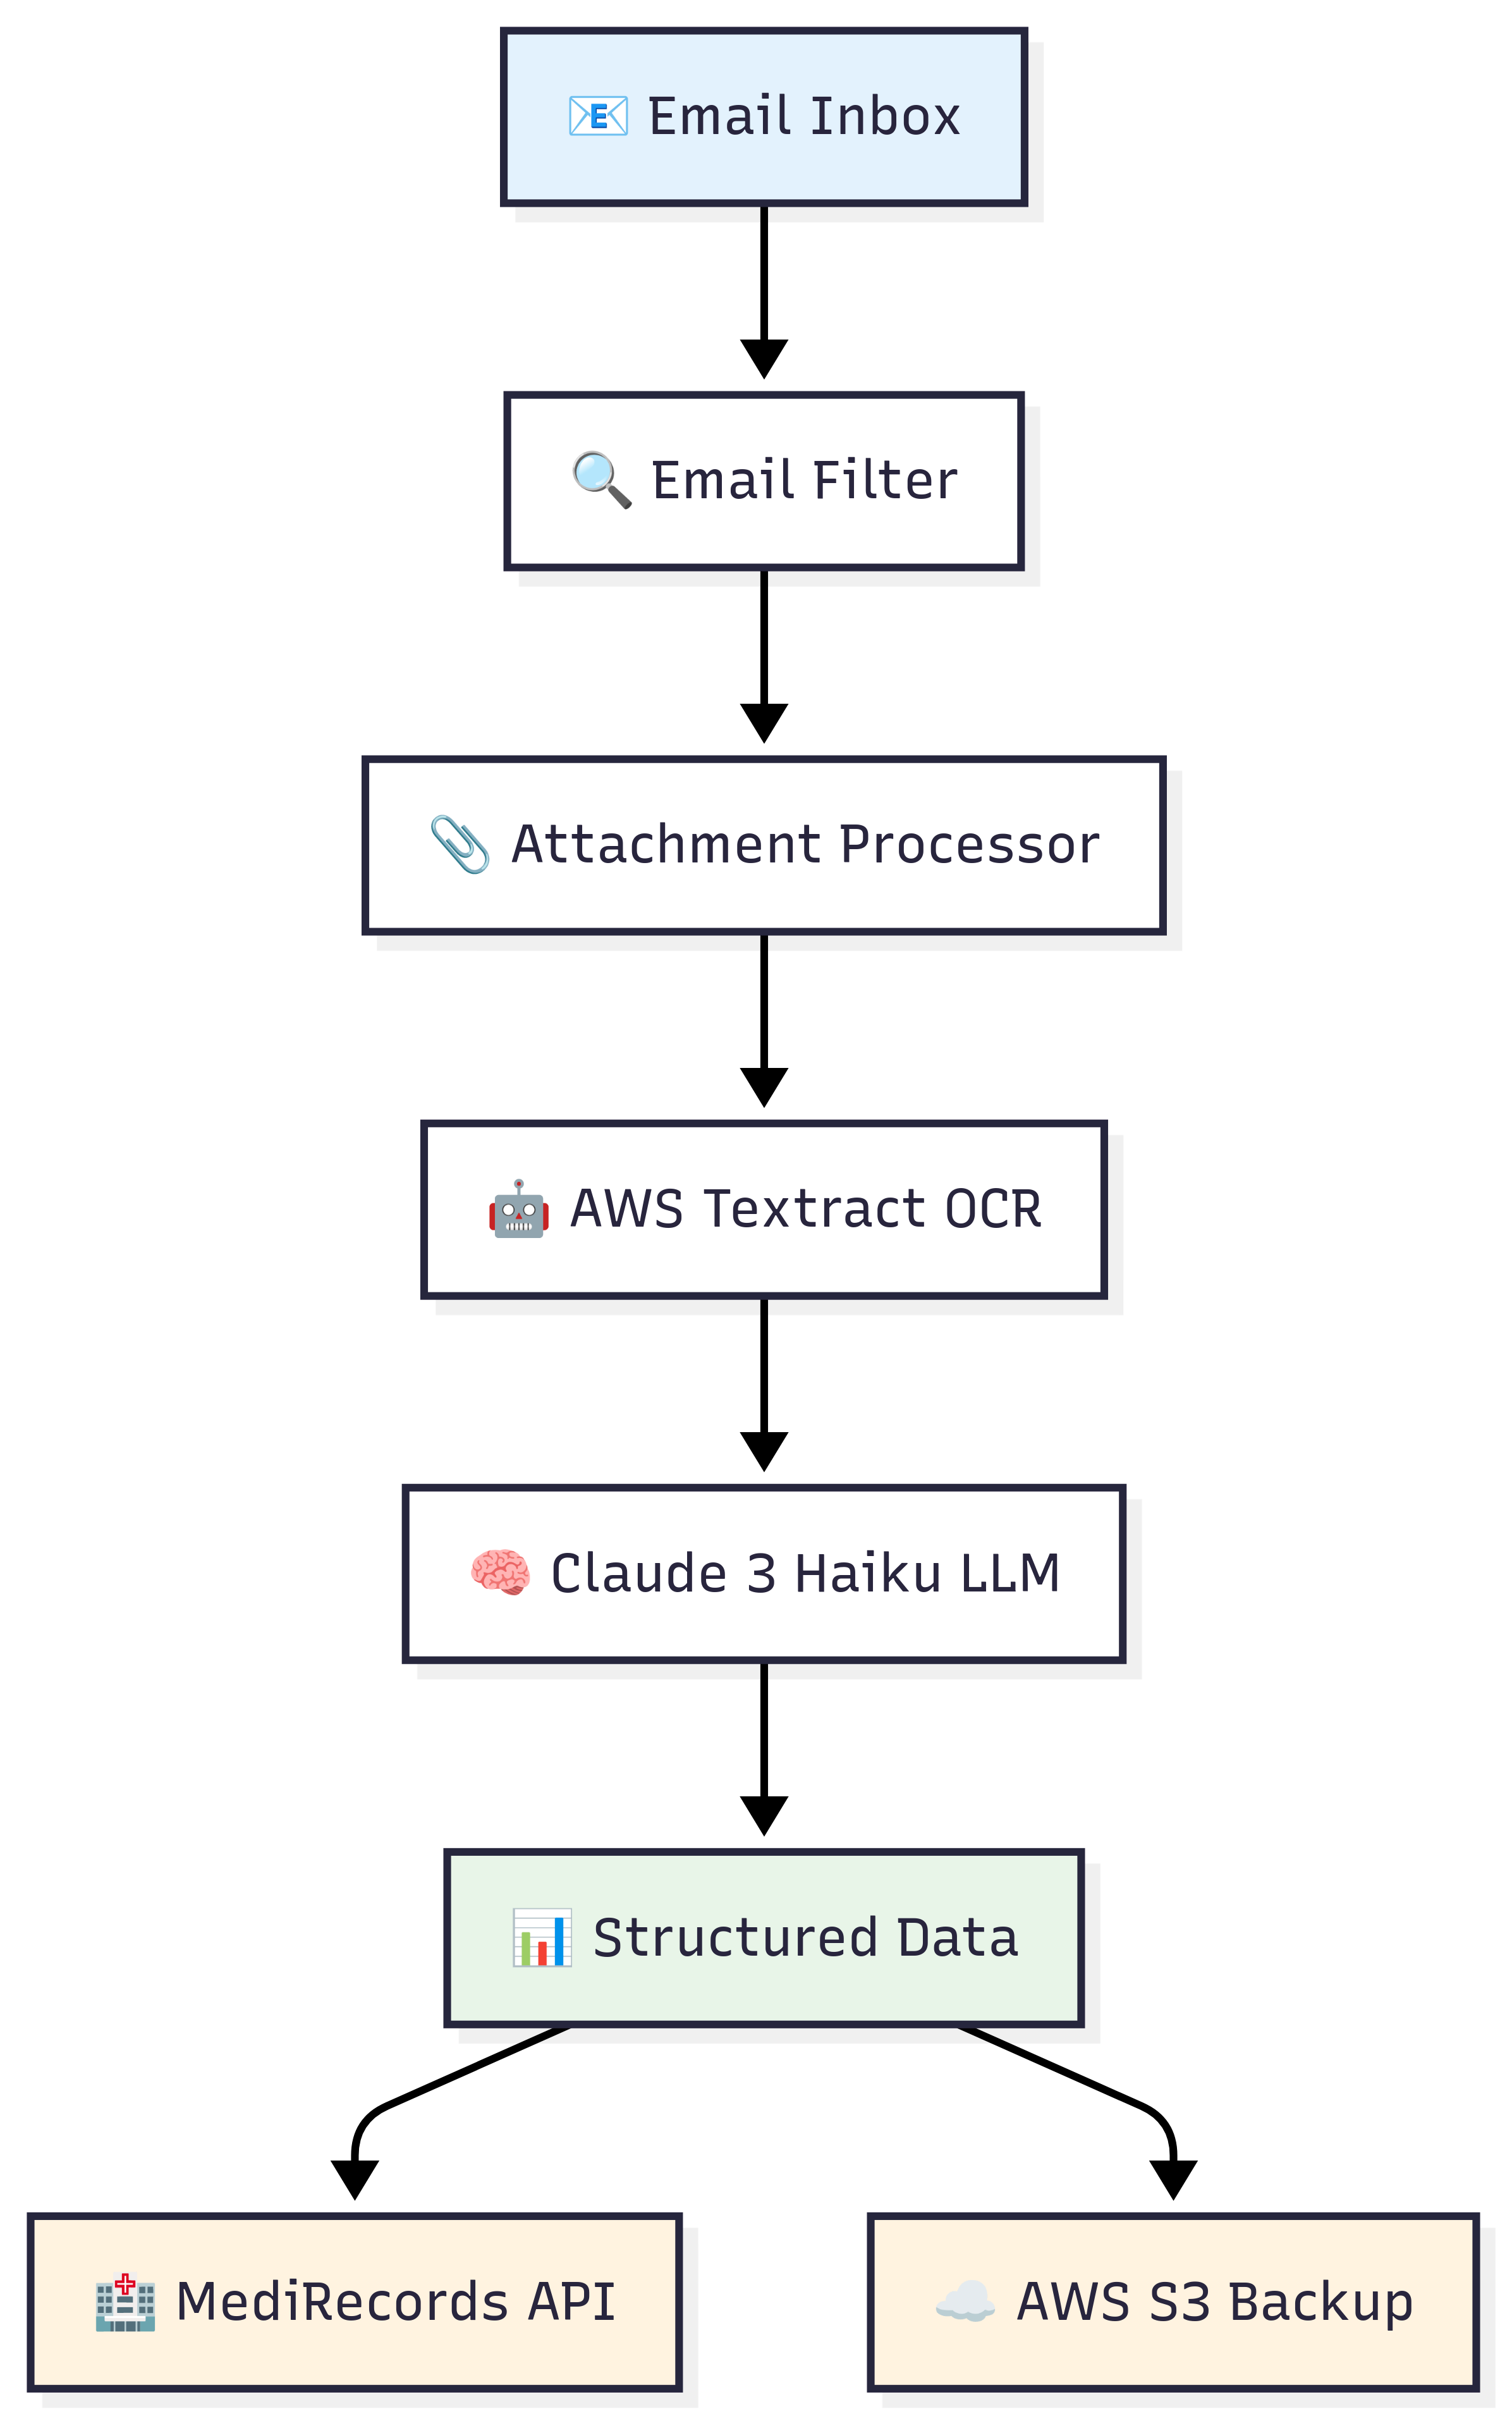 Email Inbox
Email Filter
Attachment Processor
AWS Textract OCR
Claude 3 Haiku LLM
Structured Data
MediRecords API
AWS S3 Backup